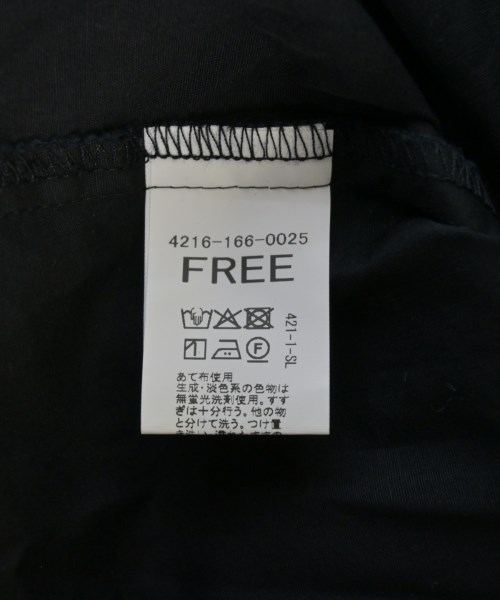 4216-166-0025
FREE
421-1-SL
あて布使用
生成・淡色系の色物は
無蛍光洗剤使用。すす
ぎは十分行う。他の物
と分けて洗う。つけ置